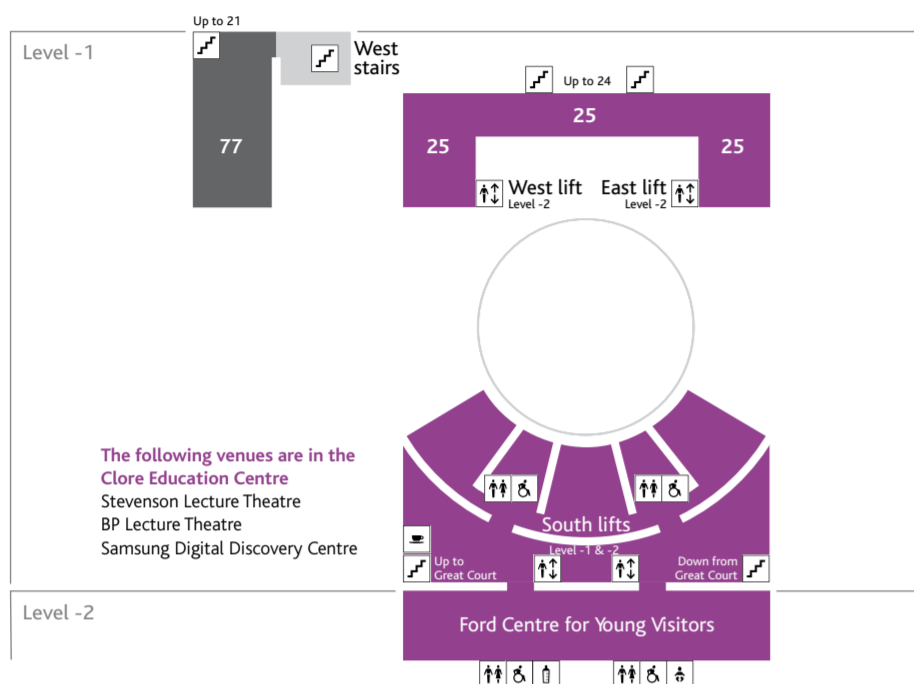 Up to 21
Level -1
West
stairs
Up to 24
25
77
25
25
West lift
Level -2
East lift
Level -2
The following venues are in the
Clore Education Centre
Stevenson Lecture Theatre
BP Lecture Theatre
Samsung Digital Discovery Centre
South lifts
Level -1 & -2
Up to
Great Court
Down from
Great Court
Level -2
Ford Centre for Young Visitors